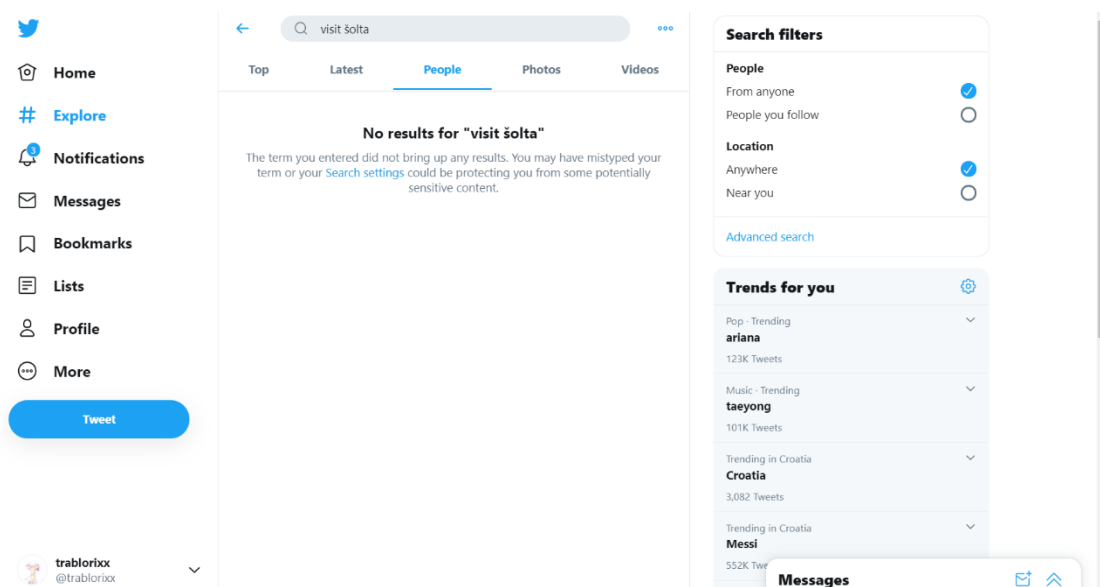 visit šolta
Top Latest People Photos Videos
Home
Explore
3
Notifications
Messages
Bookmarks
Lists
Profile
More
Tweet
trablorixx
@trablorixx
No results for "visit šolta"
The term you entered did not bring up any results. You may have mistyped your
term or your Search settings could be protecting you from some potentially
sensitive content.
Search filters
People
From anyone
People you follow
Location
Anywhere
Near you
Advanced search
Trends for you
Pop · Trending
ariana
123K Tweets
Music · Trending
taeyong
101K Tweets
Trending in Croatia
Croatia
3,082 Tweets
Trending in Croatia
Messi
552K Twe
Messages